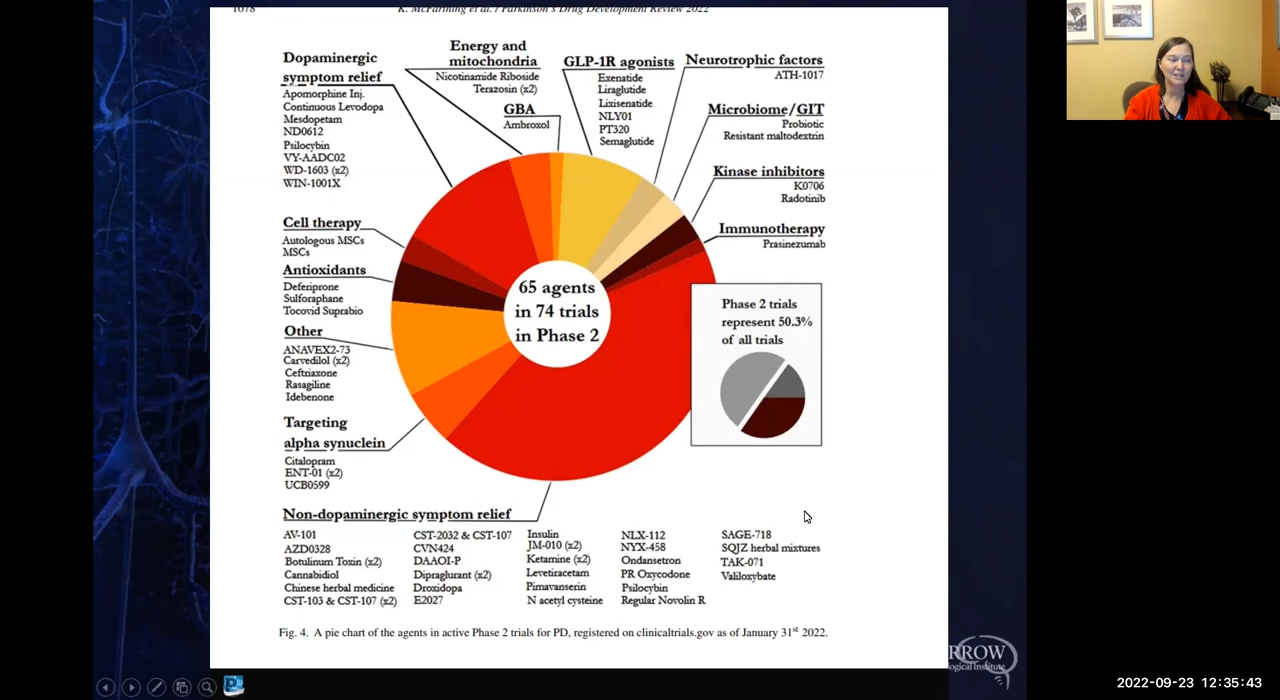 1078
K. McFarthing et al. / Parkinson's Drug Development Review 2022
Dopaminergic
symptom relief
Apomorphine Inj.
Continuous Levodopa
Mesdopetam
ND0612
Psilocybin
VY-AADC02
WD-1603 (x2)
WIN-1001X
Energy and
mitochondria
Nicotinamide Riboside
Terazosin (x2)
GBA
Ambroxol
GLP-1R agonists
Exenatide
Liraglutide
Lixisenatide
NLY01
PT320
Semaglutide
Neurotrophic factors
ATH-1017
Microbiome/GIT
Probiotic
Resistant maltodextrin
Kinase inhibitors
K0706
Radotinib
Immunotherapy
Prasinezumab
Cell therapy
Autologous MSCs
MSCs
Antioxidants
Deferiprone
Sulforaphane
Tocovid Suprabio
Other
ANAVEX2-73
Carvedilol (x2)
Ceftriaxone
Rasagiline
Idebenone
Targeting
alpha synuclein
Citalopram
ENT-01 (x2)
UCB0599
65 agents
in 74 trials
in Phase 2
Phase 2 trials
represent 50.3%
of all trials
Non-dopaminergic symptom relief
AV-101
AZD0328
Botulinum Toxin (x2)
Cannabidiol
Chinese herbal medicine
CST-103 & CST-107 (x2)
CST-2032 & CST-107
CVN424
DAAOI-P
Dipraglurant (x2)
Droxidopa
E2027
Insulin
JM-010 (x2)
Ketamine (x2)
Levetiracetam
Pimavanserin
N acetyl cysteine
NLX-112
NYX-458
Ondansetron
PR Oxycodone
Psilocybin
Regular Novolin R
SAGE-718
SQJZ herbal mixtures
TAK-071
Valiloxybate
Fig. 4. A pie chart of the agents in active Phase 2 trials for PD, registered on clinicaltrials.gov as of January 31st 2022.
RROW
ological Institute
2022-09-23 12:35:43